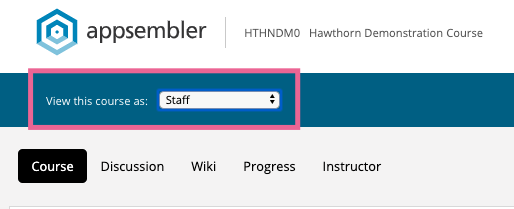 appsembler HTHNDM0 Hawthorn Demonstration Course
View this course as: Staff
Course Discussion Wiki Progress Instructor